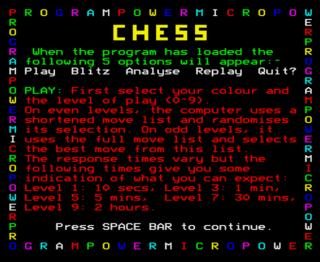 PROGRAMPOWERMICROPOW
CHESS
When the program has loaded the
following 5 options will appear:-
Play Blitz Analyse Replay Quit?
PLAY: First select your colour and
the level of play (0-9).
On even levels, the computer uses a
shortened move list and randomises
its selection. On odd levels, it
uses the full move list and selects
the best move from this list.
The response times vary but the
following times give you some
indication of what you can expect:
Level 1: 10 secs, Level 3: 1 min,
Level 5: 5 mins, Level 7: 30 mins,
Level 9: 2 hours.
Press SPACE BAR to continue.
OGRAMPOWERMICROPOWER